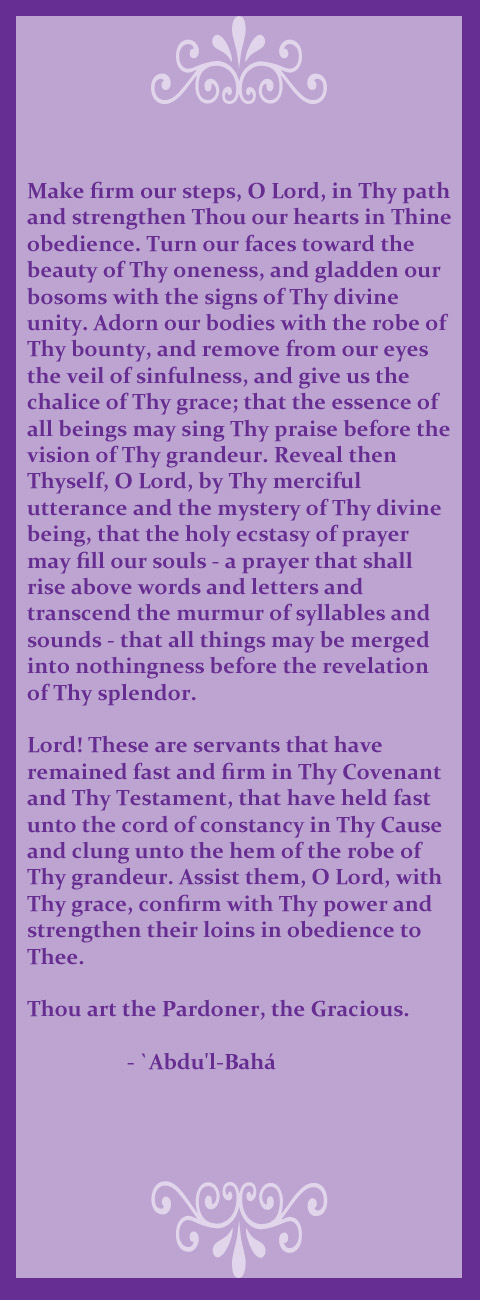 Make firm our steps, O Lord, in Thy path
and strengthen Thou our hearts in Thine
obedience. Turn our faces toward the
beauty of Thy oneness, and gladden our
bosoms with the signs of Thy divine
unity. Adorn our bodies with the robe of
Thy bounty, and remove from our eyes
the veil of sinfulness, and give us the
chalice of Thy grace; that the essence of
all beings may sing Thy praise before the
vision of Thy grandeur. Reveal then
Thyself, O Lord, by Thy merciful
utterance and the mystery of Thy divine
being, that the holy ecstasy of prayer
may fill our souls - a prayer that shall
rise above words and letters and
transcend the murmur of syllables and
sounds - that all things may be merged
into nothingness before the revelation
of Thy splendor.

Lord! These are servants that have
remained fast and firm in Thy Covenant
and Thy Testament, that have held fast
unto the cord of constancy in Thy Cause
and clung unto the hem of the robe of
Thy grandeur. Assist them, O Lord, with
Thy grace, confirm with Thy power and
strengthen their loins in obedience to
Thee.

Thou art the Pardoner, the Gracious.

- `Abdu'l-Bahá